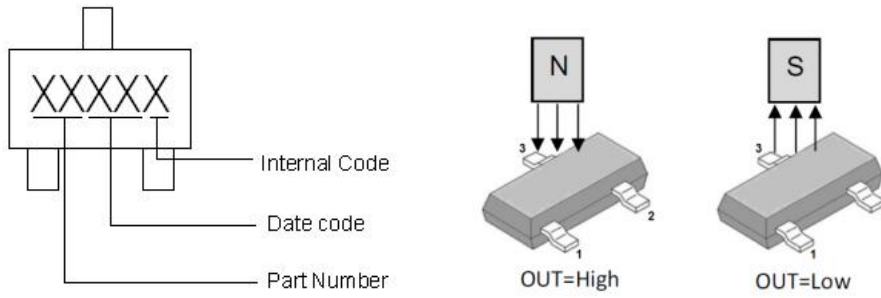 XXXXX
Internal Code
Date code
Part Number
N
3
2
1
OUT=High
S
3
1
OUT=Low